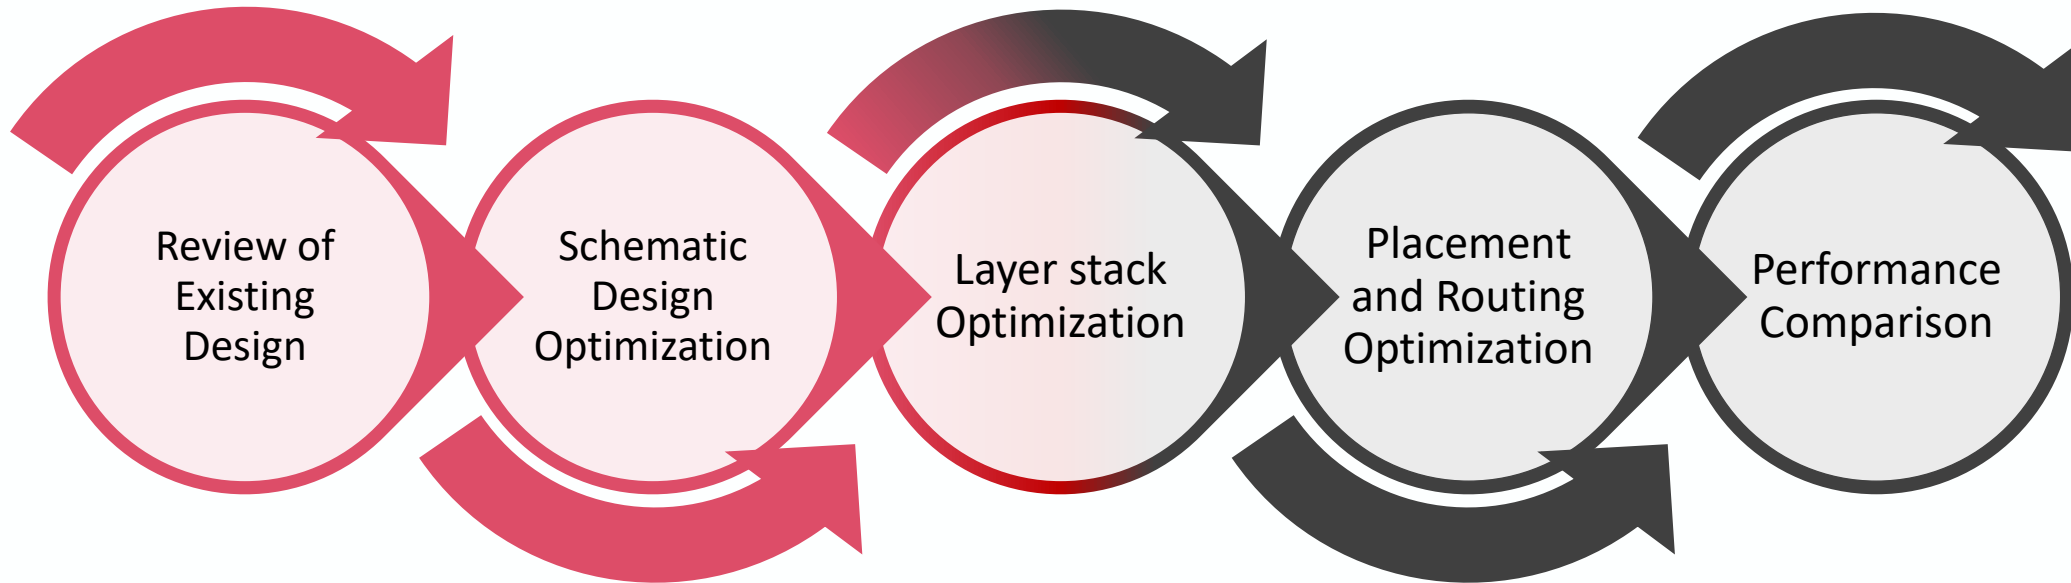 Review of
Existing
Design
Schematic
Design
Optimization
Layer stack
Optimization
Placement
and Routing
Optimization
Performance
Comparison